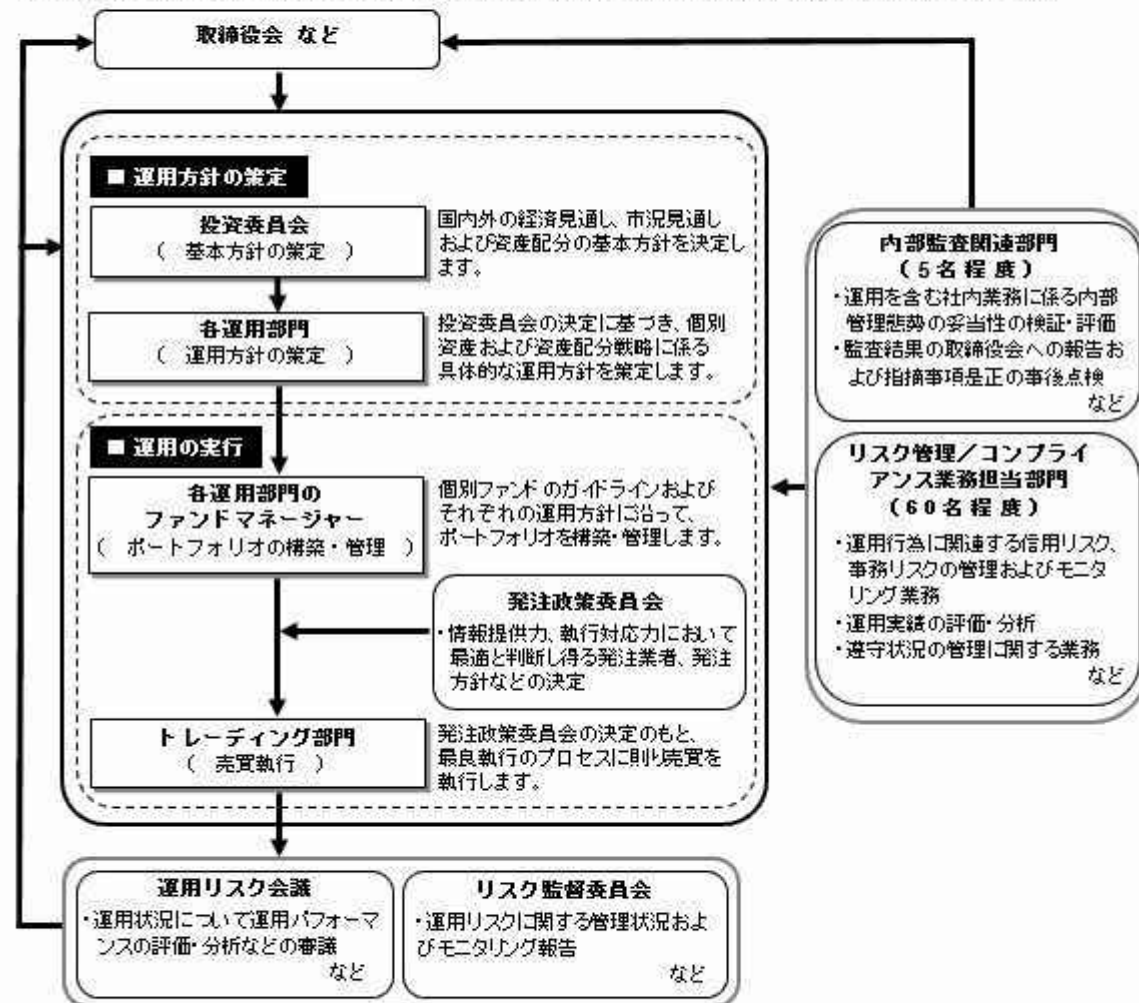 取締役会 など
■ 運用方針の策定
投資委員会
( 基本方針の策定 )
国内外の経済見通し、市況見通し
および資産配分の基本方針を決定し
ます。
各運用部門
( 運用方針の策定 )
投資委員会の決定に基づき、個別
資産および資産配分戦略に係る
具体的な運用方針を策定します。
■ 運用の実行
各運用部門の
ファンドマネージャー
( ポートフォリオの構築・管理 )
個別ファンドのガイドラインおよび
それぞれの運用方針に沿って、
ポートフォリオを構築・管理します。
発注政策委員会
・情報提供力、執行対応力において
最適と判断し得る発注業者、発注
方針などの決定
トレーディング部門
( 売買執行 )
発注政策委員会の決定のもと、
最良執行のプロセスに則り売買を
執行します。
内部監査関連部門
(5名程度)
・運用を含む社内業務に係る内部
管理態勢の妥当性の検証・評価
・監査結果の取締役会への報告お
よび指摘事項是正の事後点検
など
リスク管理/コンプライ
アンス業務担当部門
(60名程度)
・運用行為に関連する信用リスク、
事務リスクの管理およびモニタ
リング業務
・運用実績の評価・分析
・遵守状況の管理に関する業務
など
運用リスク会議
・運用状況について運用パフォーマ
ンスの評価・分析などの審議
など
リスク監督委員会
・運用リスクに関する管理状況およ
びモニタリング報告
など